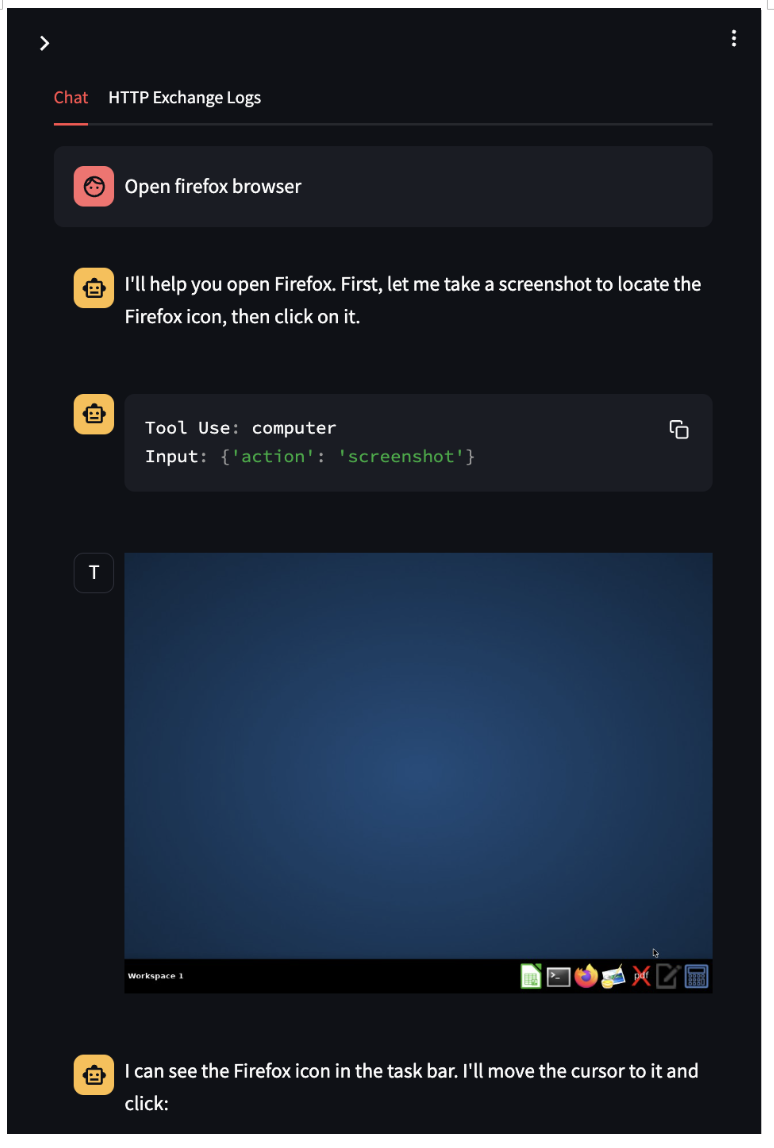 Chat HTTP Exchange Logs
Open firefox browser
I'll help you open Firefox. First, let me take a screenshot to locate the
Firefox icon, then click on it.
Tool Use: computer
Input: {'action': 'screenshot'}
T
Workspace 1
pdf
I can see the Firefox icon in the task bar. I'll move the cursor to it and
click: